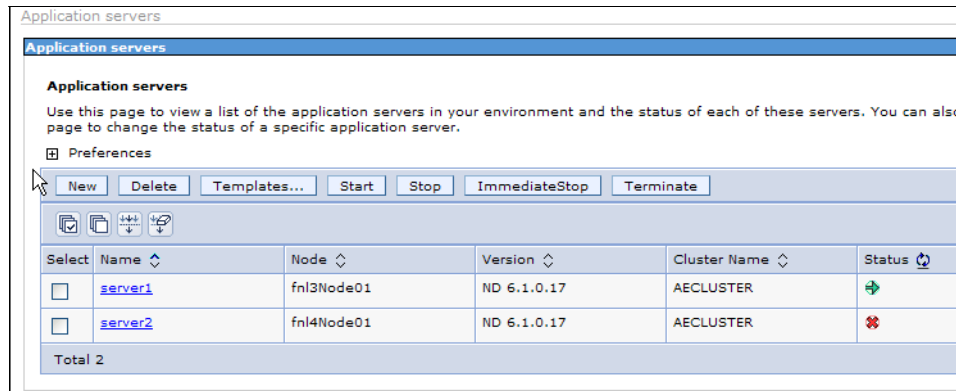 Application servers
Application servers
Application servers
Use this page to view a list of the application servers in your environment and the status of each of these servers. You can also
page to change the status of a specific application server.
Preferences
New Delete Templates... Start Stop ImmediateStop Terminate
Select Name Node Version Cluster Name Status
server1 fnl3Node01 ND 6.1.0.17 AECLUSTER
server2 fnl4Node01 ND 6.1.0.17 AECLUSTER
Total 2